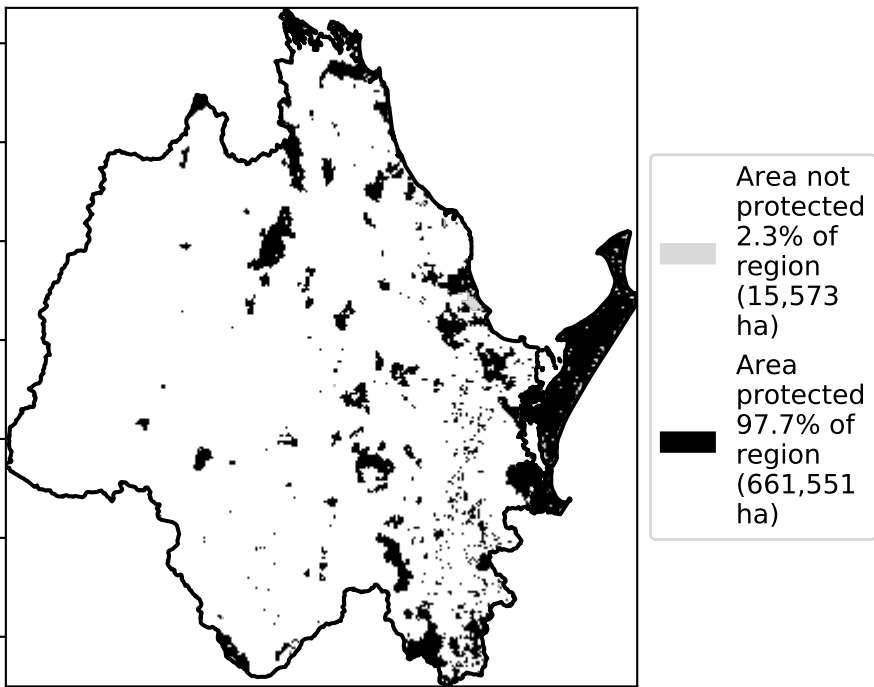 Area not
protected
2.3% of
region
(15,573
ha)
Area
protected
97.7% of
region
(661,551
ha)